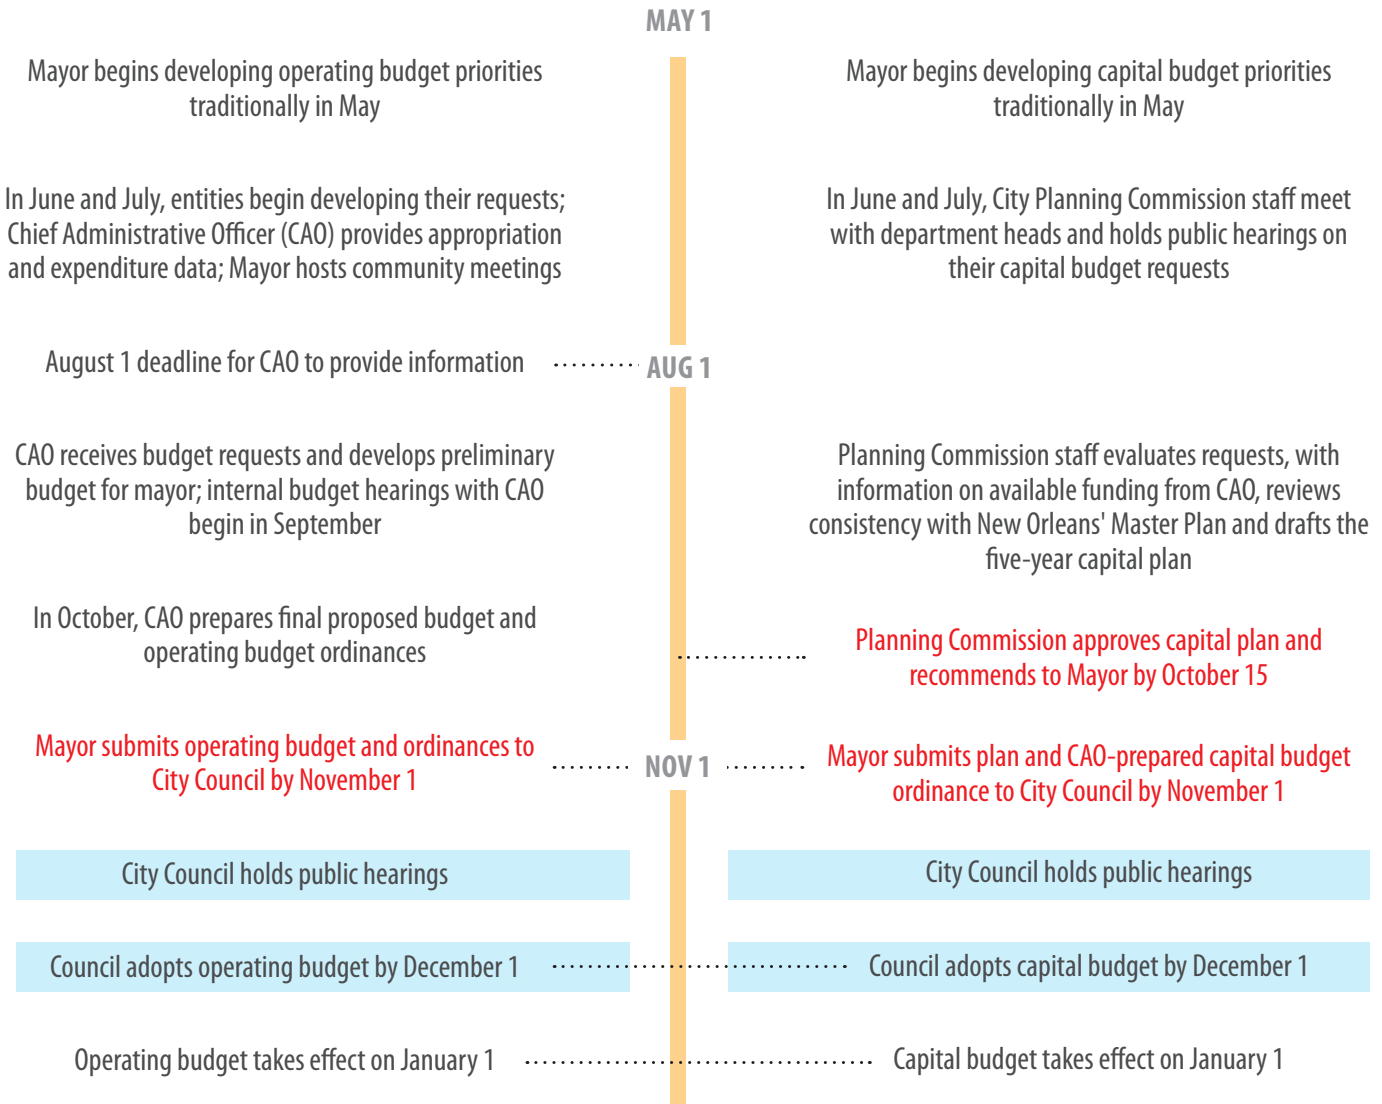 MAY 1
Mayor begins developing operating budget priorities
traditionally in May
Mayor begins developing capital budget priorities
traditionally in May
In June and July, entities begin developing their requests;
Chief Administrative Officer (CAO) provides appropriation
and expenditure data; Mayor hosts community meetings
In June and July, City Planning Commission staff meet
with department heads and holds public hearings on
their capital budget requests
August 1 deadline for CAO to provide information
AUG 1
CAO receives budget requests and develops preliminary
budget for mayor; internal budget hearings with CAO
begin in September
Planning Commission staff evaluates requests, with
information on available funding from CAO, reviews
consistency with New Orleans' Master Plan and drafts the
five-year capital plan
In October, CAO prepares final proposed budget and
operating budget ordinances
Planning Commission approves capital plan and
recommends to Mayor by October 15
Mayor submits operating budget and ordinances to
City Council by November 1
NOV 1
Mayor submits plan and CAO-prepared capital budget
ordinance to City Council by November 1
City Council holds public hearings
City Council holds public hearings
Council adopts operating budget by December 1
Council adopts capital budget by December 1
Operating budget takes effect on January 1
Capital budget takes effect on January 1